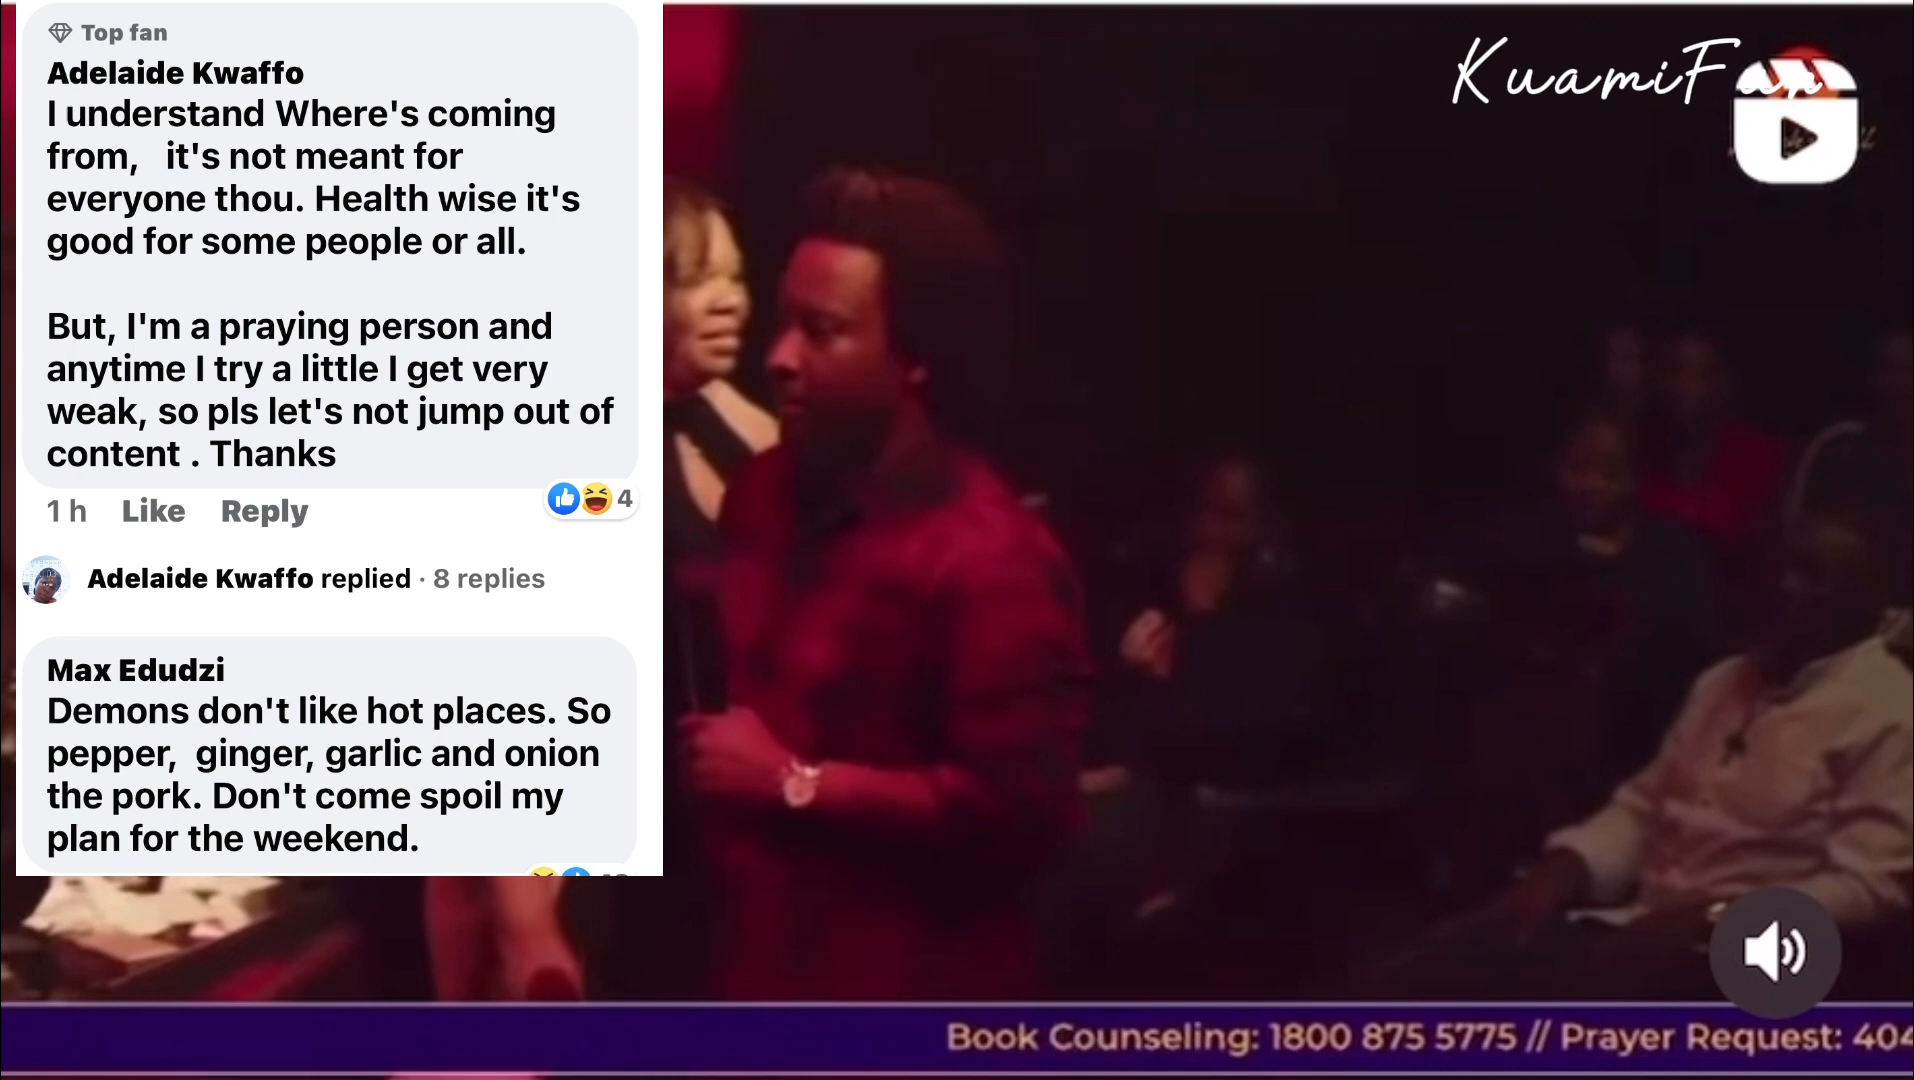 Top fan
Adelaide Kwaffo
I understand Where's coming
from, it's not meant for
everyone thou. Health wise it's
good for some people or all.
But, I'm a praying person and
anytime I try a little I get very
weak, so pls let's not jump out of
content . Thanks
1 h Like Reply
4
Adelaide Kwaffo replied · 8 replies
Max Edudzi
Demons don't like hot places. So
pepper, ginger, garlic and onion
the pork. Don't come spoil my
plan for the weekend.
KuamiFan
Book Counseling: 1800 875 5775 // Prayer Request: 404